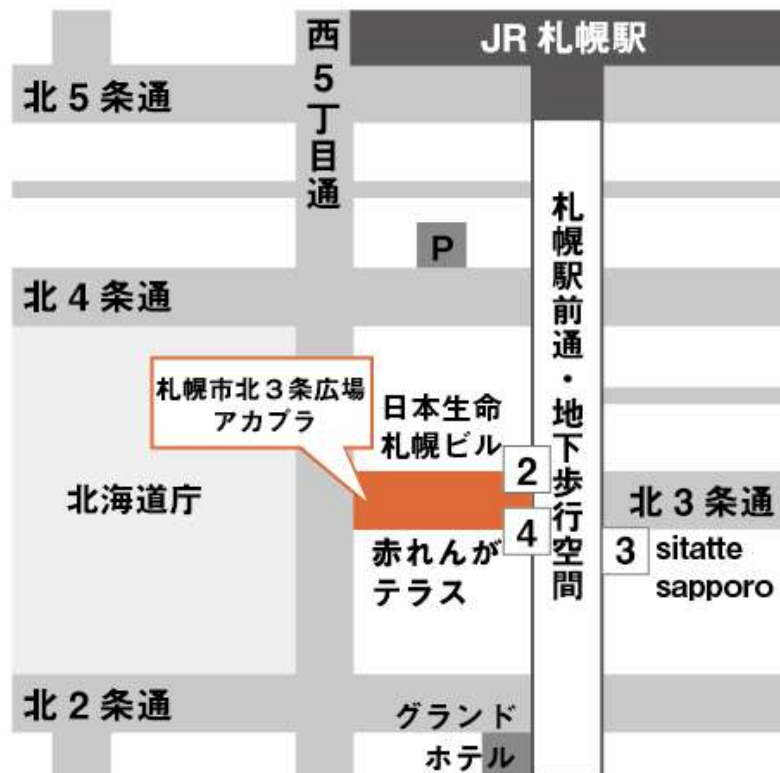 JR 札幌駅
西5丁目通
北5条通
札幌駅前通・地下歩行空間
P
北4条通
札幌市北3条広場
アカプラ
日本生命
札幌ビル
2
北海道庁
北3条通
4
赤れんが
テラス
3
sitatte
sapporo
北2条通
グランド
ホテル